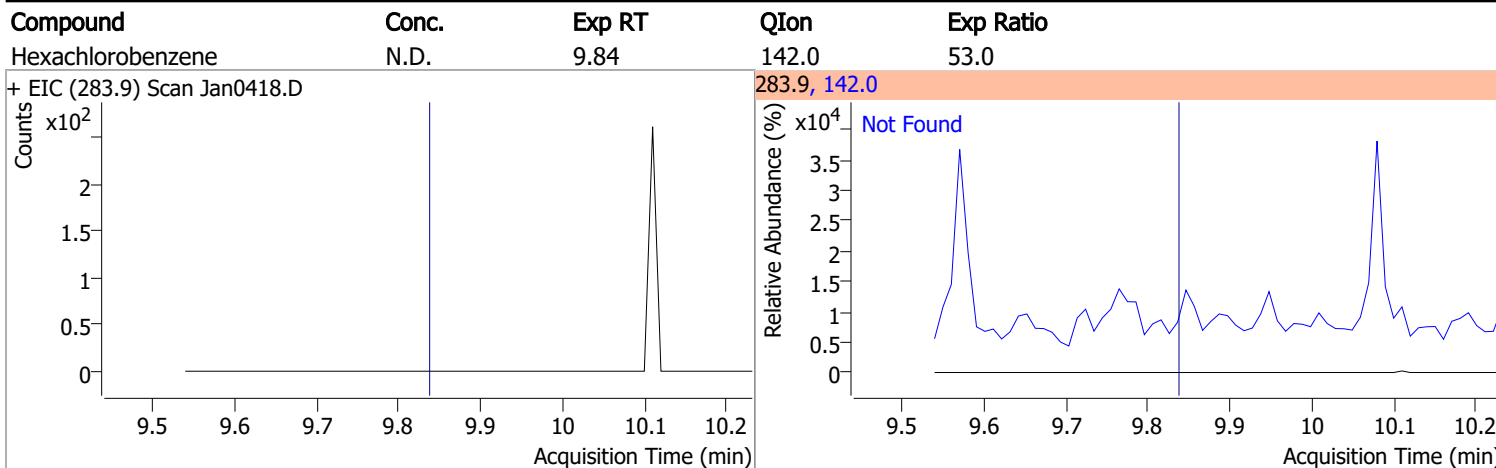 Compound Conc. Exp RT QIon Exp Ratio
Hexachlorobenzene N.D. 9.84 142.0 53.0
+ EIC (283.9) Scan Jan0418.D
Counts
x10²
2
1.5
1
0.5
0
9.5 9.6 9.7 9.8 9.9 10 10.1 10.2
Acquisition Time (min)
283.9, 142.0
Relative Abundance (%)
x10⁴
Not Found
3.5
3
2.5
2
1.5
1
0.5
0
9.5 9.6 9.7 9.8 9.9 10 10.1 10.2
Acquisition Time (min)